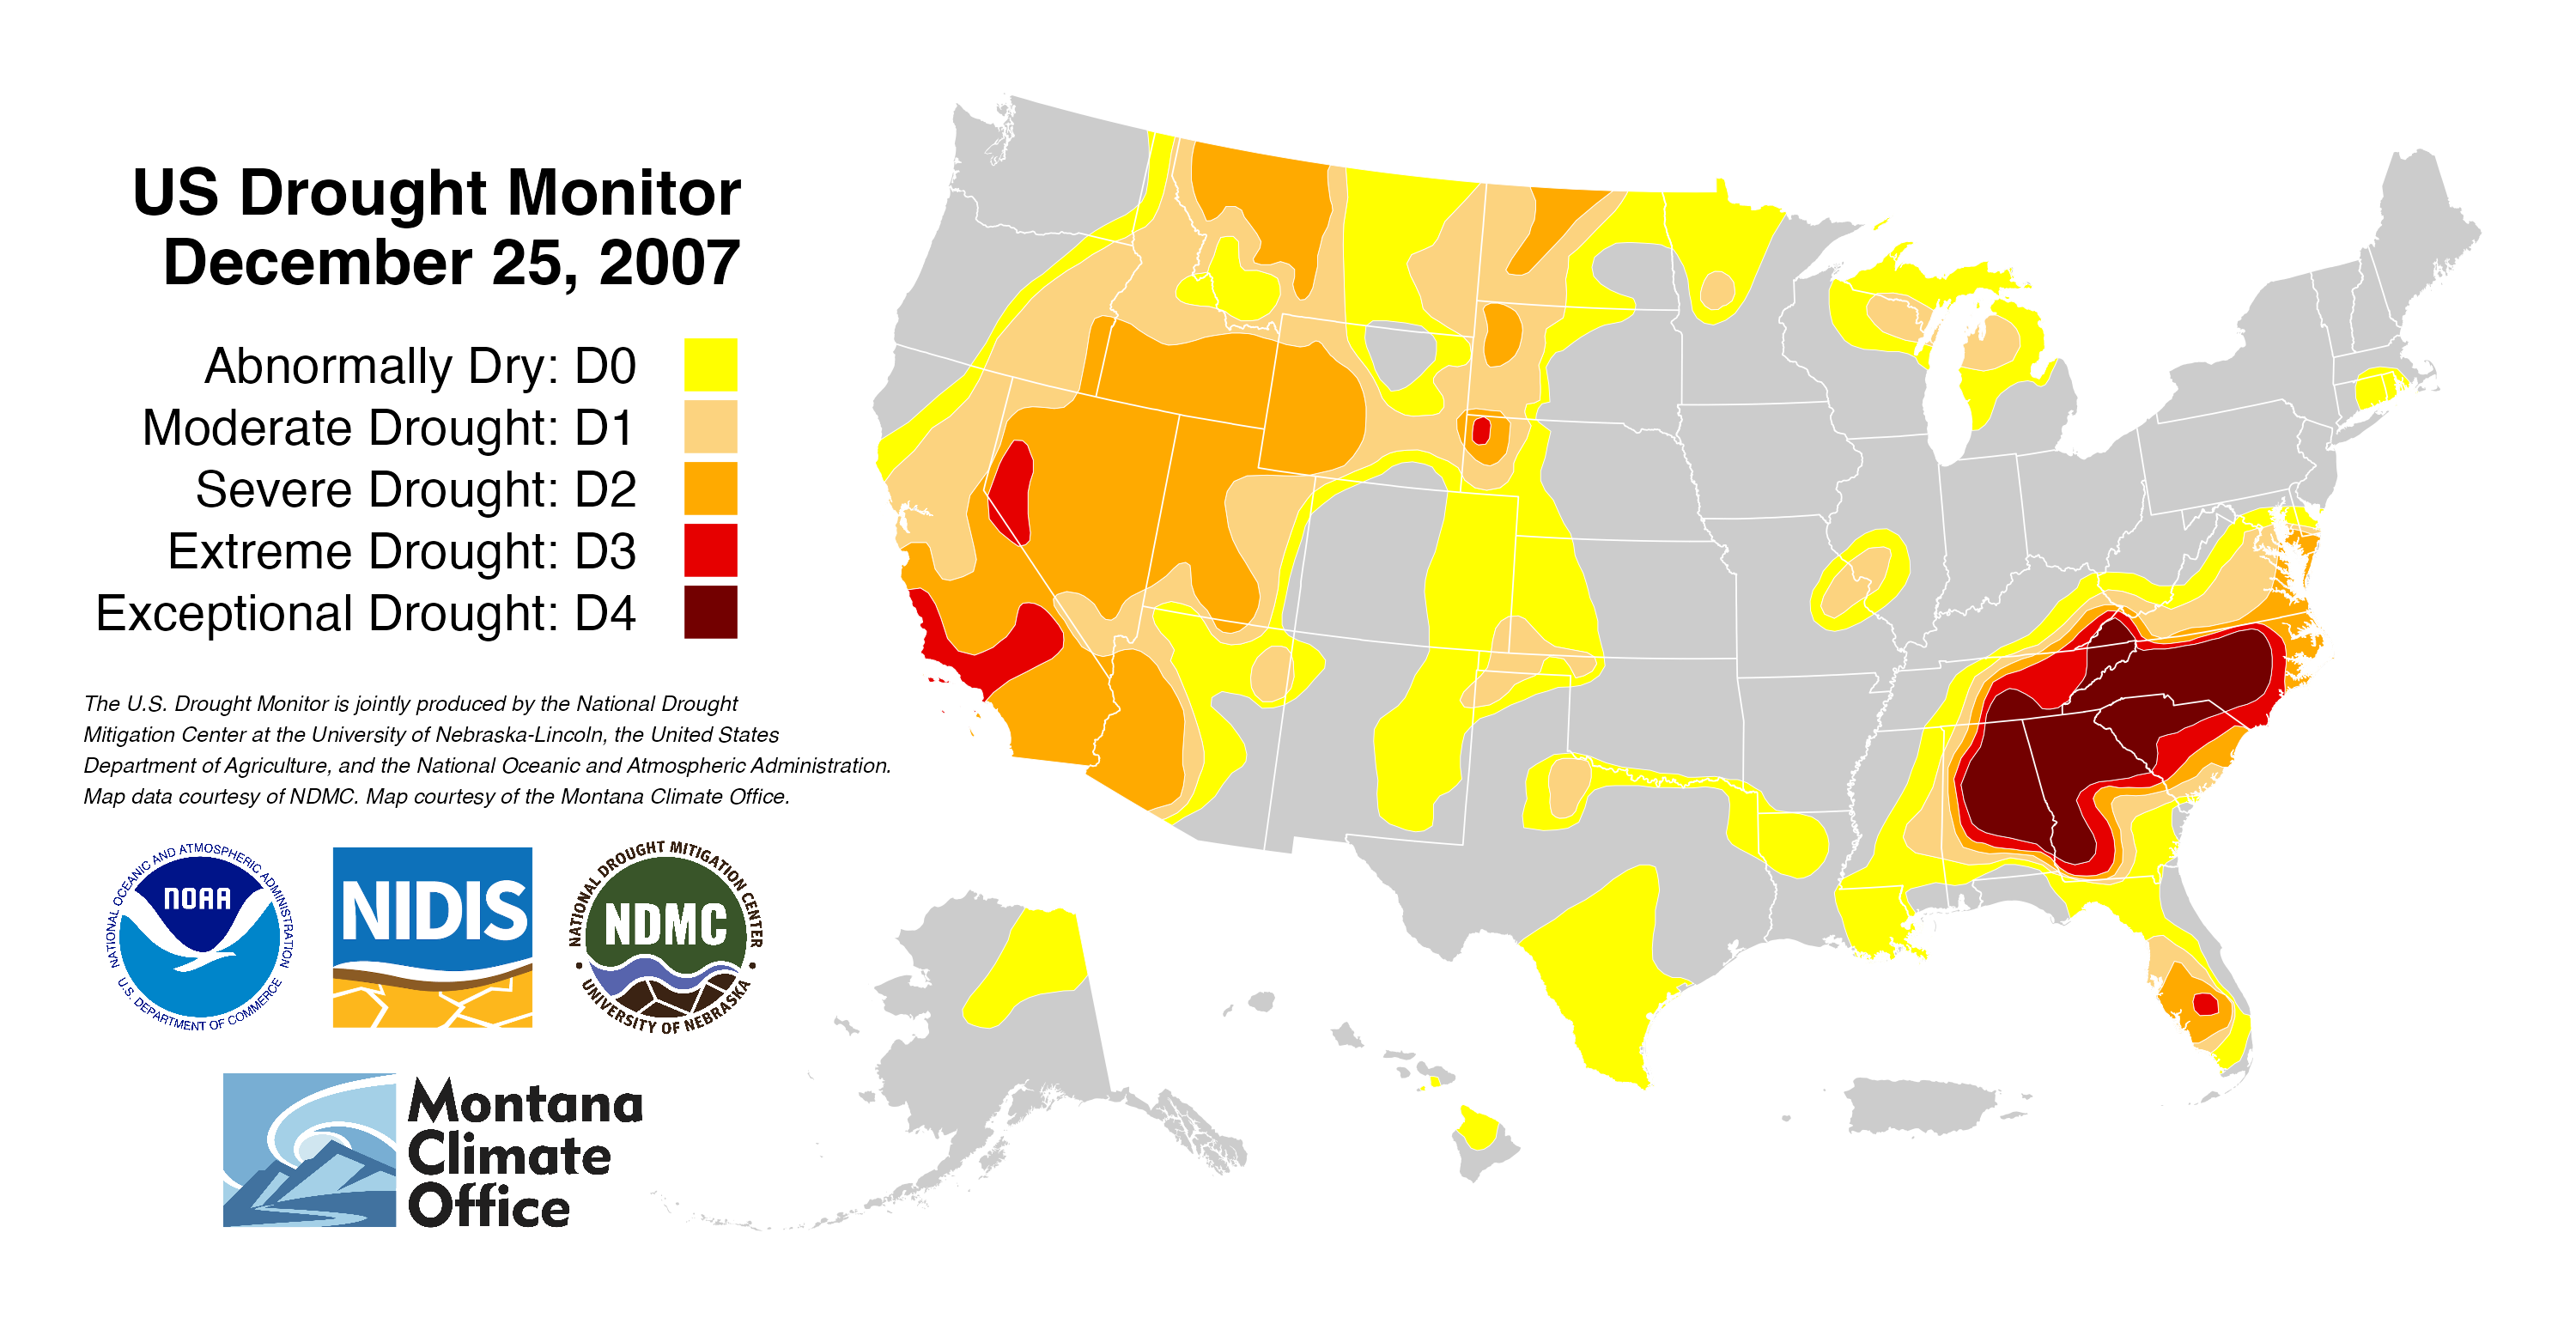 US Drought Monitor
December 25, 2007
Abnormally Dry: D0
Moderate Drought: D1
Severe Drought: D2
Extreme Drought: D3
Exceptional Drought: D4
The U.S. Drought Monitor is jointly produced by the National Drought
Mitigation Center at the University of Nebraska-Lincoln, the United States
Department of Agriculture, and the National Oceanic and Atmospheric Administration.
Map data courtesy of NDMC. Map courtesy of the Montana Climate Office.
NATIONAL OCEANIC AND ATMOSPHERIC ADMINISTRATION
NOAA
U.S. DEPARTMENT OF COMMERCE
NIDIS
NATIONAL DROUGHT MITIGATION CENTER
NDMC
UNIVERSITY OF NEBRASKA
Montana
Climate
Office